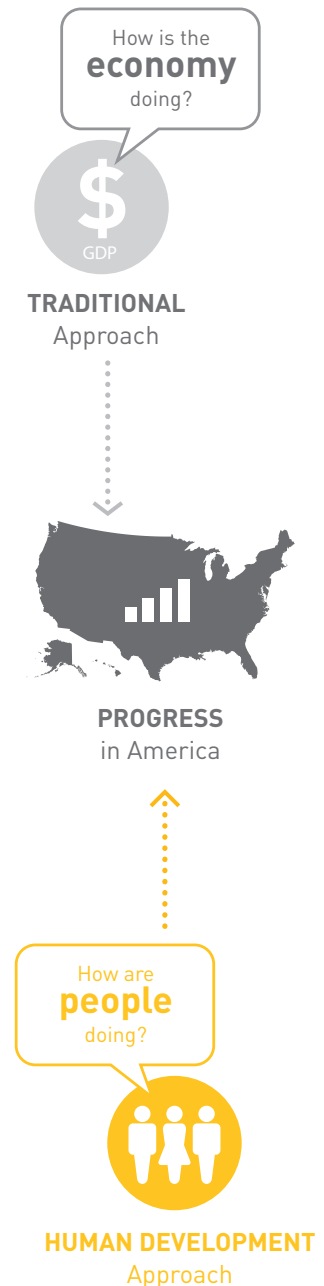 How is the
economy
doing?
$
GDP
TRADITIONAL
Approach
PROGRESS
in America
How are
people
doing?
HUMAN DEVELOPMENT
Approach